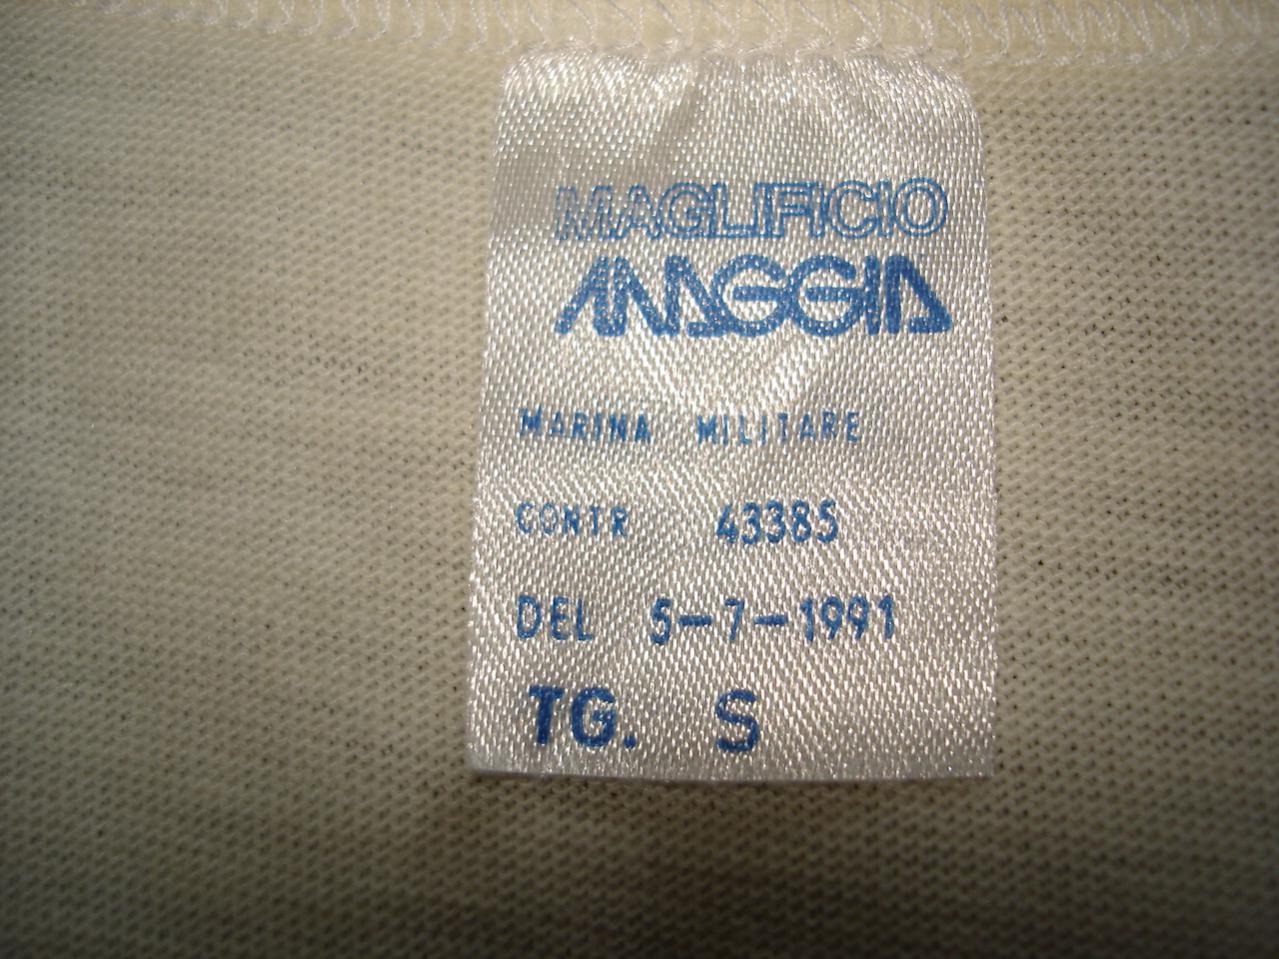 MAGLIFICIO
MAGGIA
MARINA MILITARE
CONTR 43385
DEL 5-7-1991
TG. S